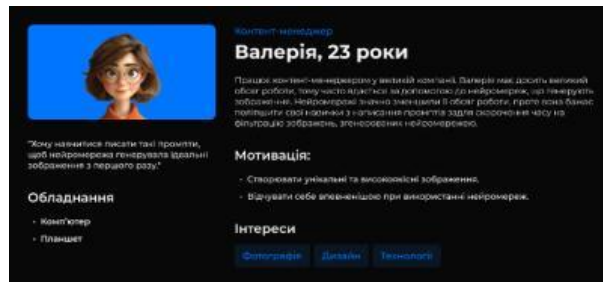 Контент-менеджер
Валерія, 23 роки
Працює контент-менеджером у великій компанії. Валерія має досить великий
обсяг роботи, тому часто вдається за допомогою до нейромереж, що генерують
зображення. Нейромережі значно зменшили її обсяг роботи, проте вона бажає
поліпшити свої навички з написання промптів задля скорочення часу на
фільтрацію зображень, згенерованих нейромережею.
"Хочу навчитися писати такі промпти,
щоб нейромережа генерувала ідеальні
зображення з першого разу."
Обладнання
• Комп'ютер
• Планшет
Мотивація:
• Створювати унікальні та високоякісні зображення.
• Відчувати себе впевненішою при використанні нейромереж.
Інтереси
Фотографія Дизайн Технології